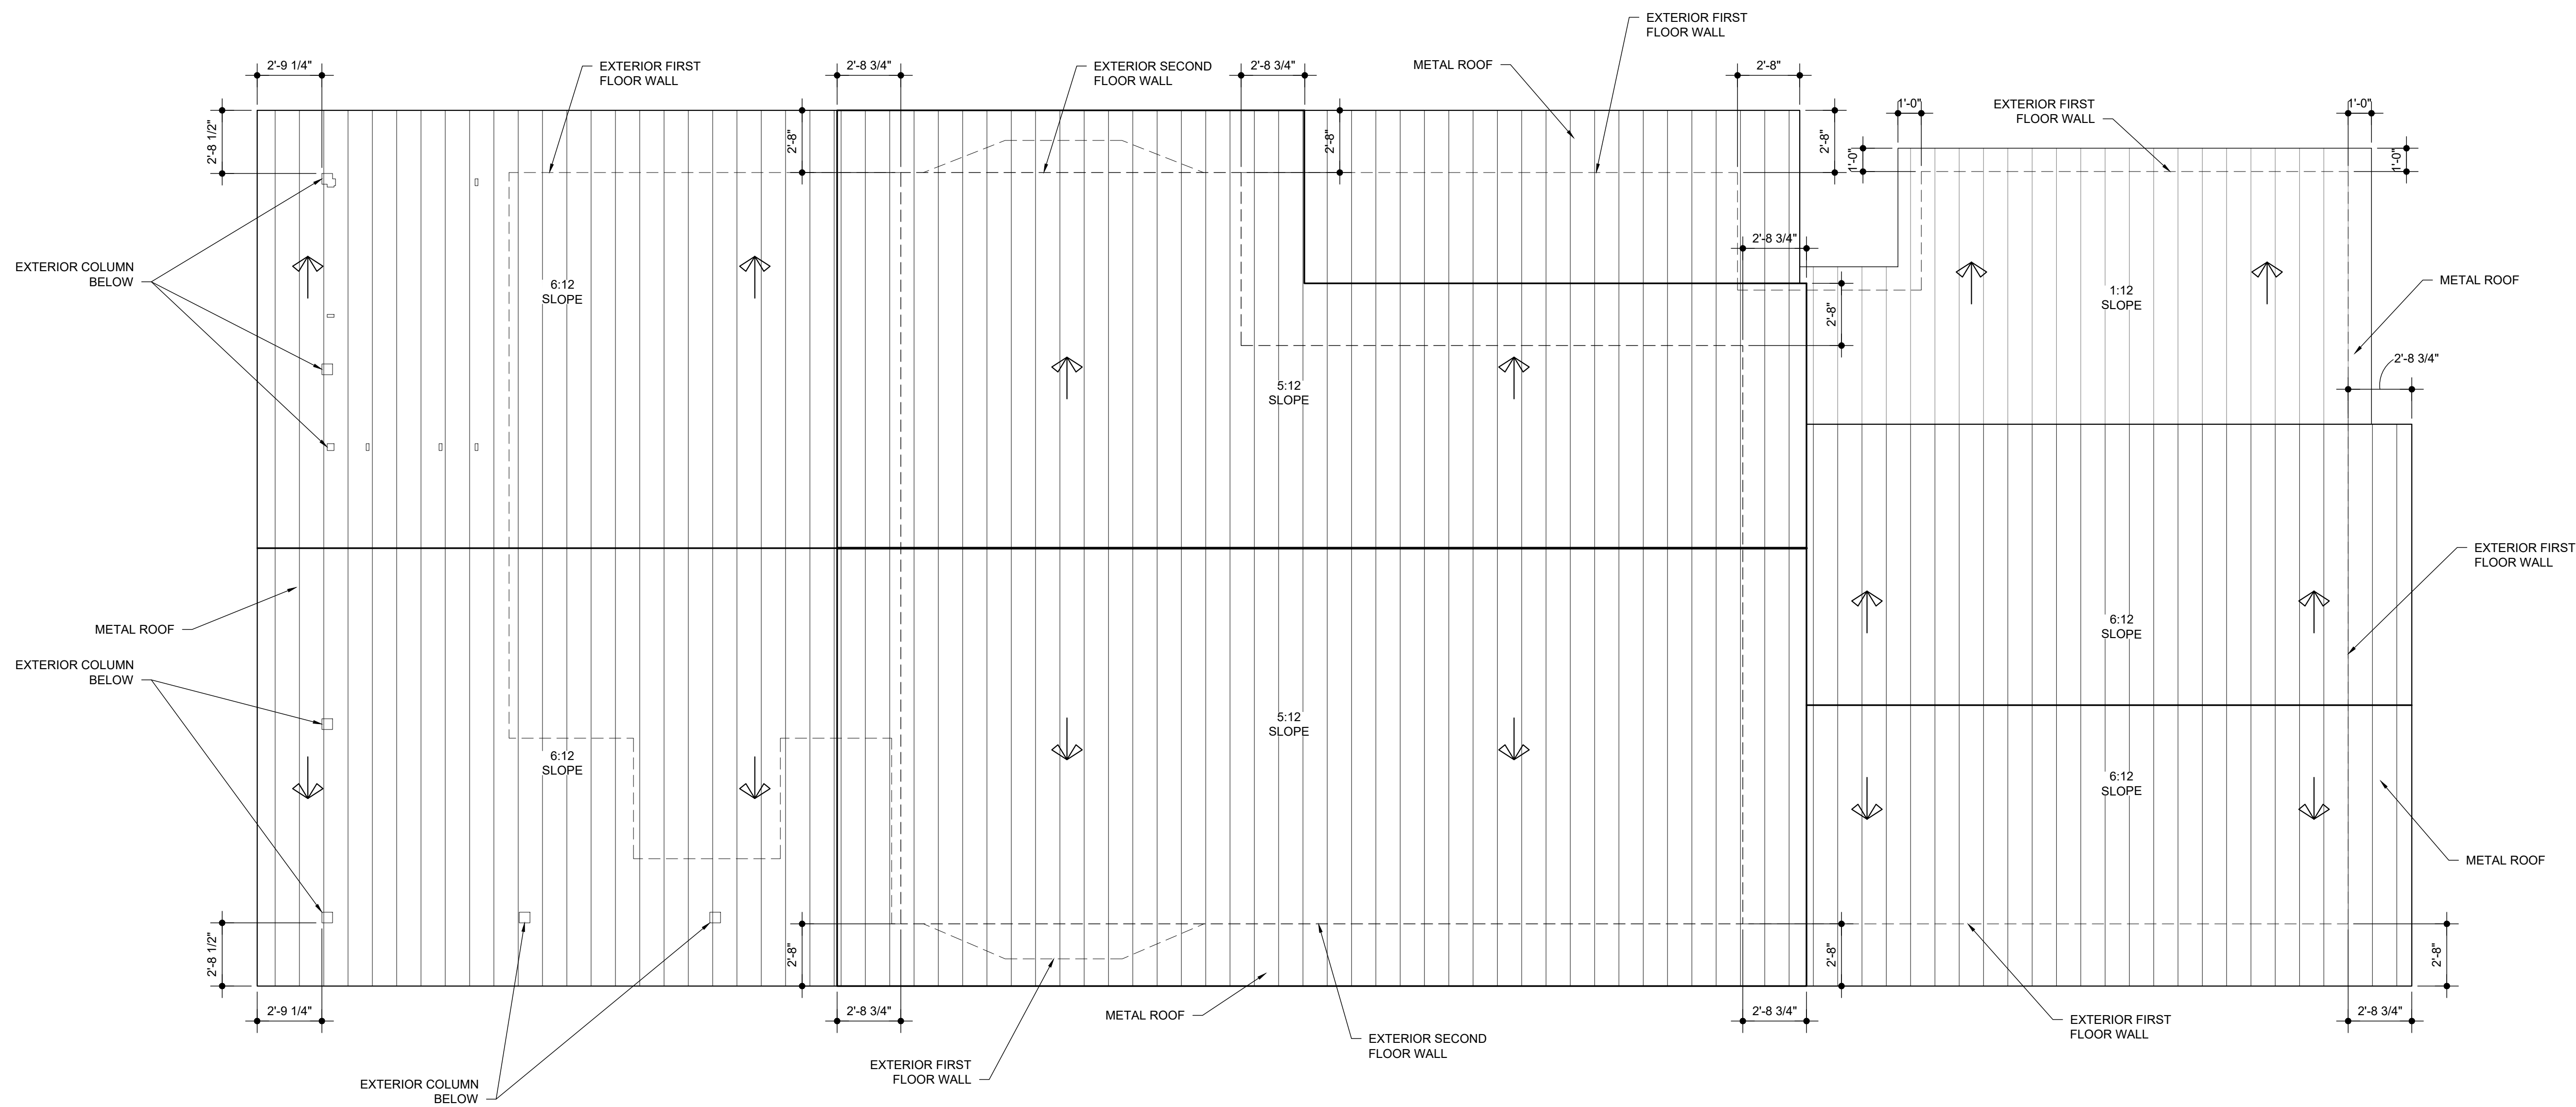 EXTERIOR FIRST
FLOOR WALL
2'-9 1/4"
EXTERIOR FIRST
FLOOR WALL
2'-8 3/4"
EXTERIOR SECOND
FLOOR WALL
2'-8 3/4"
METAL ROOF
2'-8"
1'-0"
EXTERIOR FIRST
FLOOR WALL
1'-0"
2'-8 1/2"
2'-8"
2'-8"
2'-8"
1'-0"
1'-0"
EXTERIOR COLUMN
BELOW
6:12
SLOPE
2'-8 3/4"
2'-8"
1:12
SLOPE
METAL ROOF
2'-8 3/4"
5:12
SLOPE
EXTERIOR FIRST
FLOOR WALL
METAL ROOF
6:12
SLOPE
EXTERIOR COLUMN
BELOW
6:12
SLOPE
5:12
SLOPE
6:12
SLOPE
METAL ROOF
2'-8 1/2"
2'-8"
2'-8"
2'-8"
2'-9 1/4"
2'-8 3/4"
METAL ROOF
2'-8 3/4"
EXTERIOR FIRST
FLOOR WALL
2'-8 3/4"
EXTERIOR SECOND
FLOOR WALL
EXTERIOR FIRST
FLOOR WALL
EXTERIOR COLUMN
BELOW